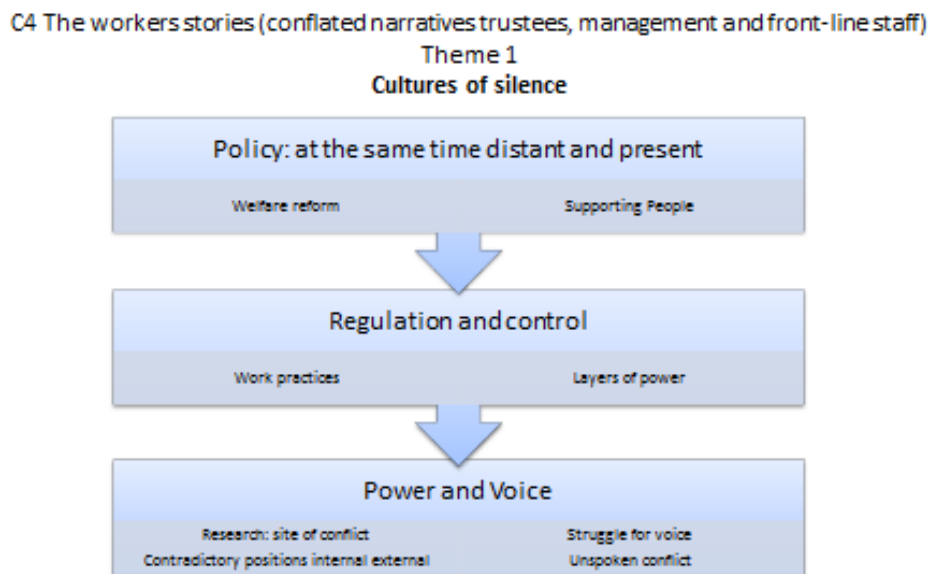 C4 The workers stories (conflated narratives trustees, management and front-line staff)
Theme 1
Cultures of silence
Policy: at the same time distant and present
Welfare reform Supporting People
Regulation and control
Work practices Layers of power
Power and Voice
Research: site of conflict Struggle for voice
Contradictory positions internal external Unspoken conflict